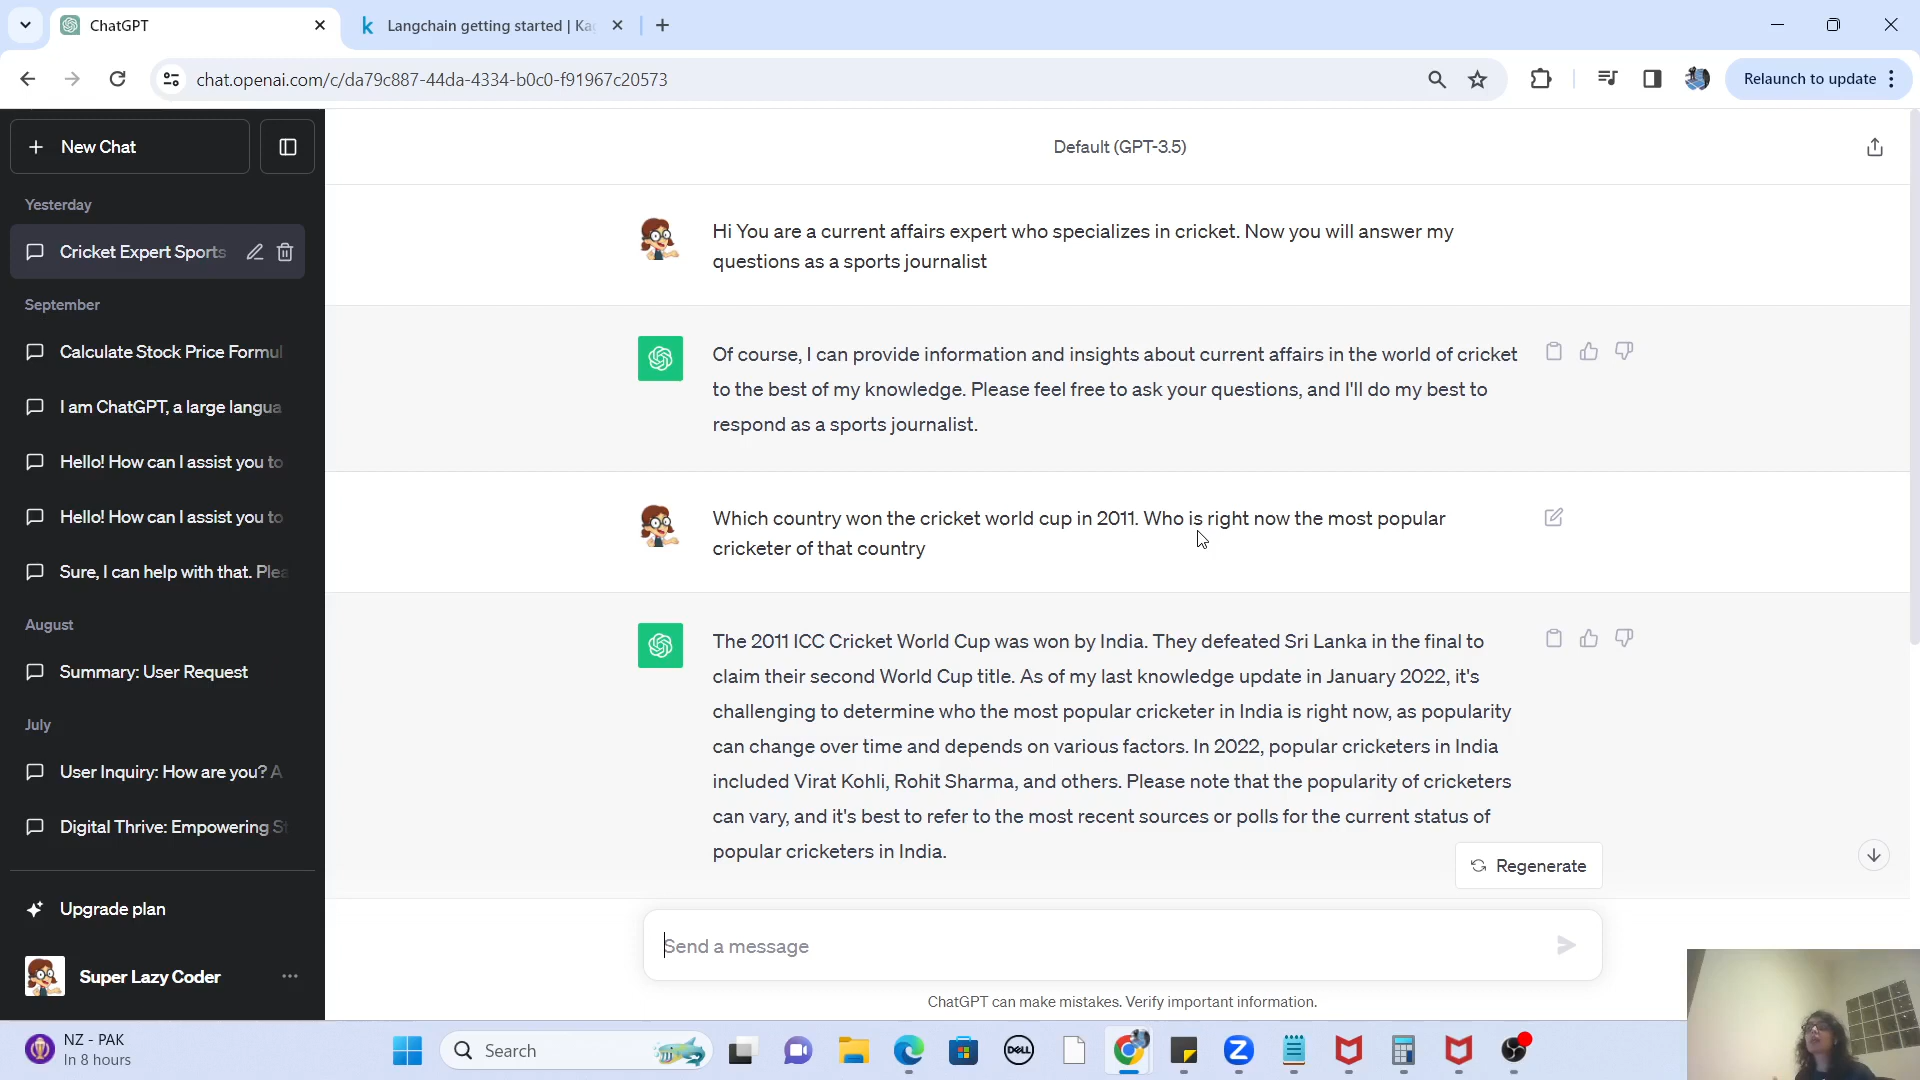 ChatGPT
Langchain getting started | Ka
chat.openai.com/c/da79c887-44da-4334-b0c0-f91967c20573
Relaunch to update
New Chat
Yesterday
Cricket Expert Sports
September
Calculate Stock Price Formul
I am ChatGPT, a large langua
Hello! How can I assist you to
Hello! How can I assist you to
Sure, I can help with that. Plea
August
Summary: User Request
July
User Inquiry: How are you? A
Digital Thrive: Empowering St
Upgrade plan
Super Lazy Coder
Default (GPT-3.5)
Hi You are a current affairs expert who specializes in cricket. Now you will answer my
questions as a sports journalist
Of course, I can provide information and insights about current affairs in the world of cricket
to the best of my knowledge. Please feel free to ask your questions, and I'll do my best to
respond as a sports journalist.
Which country won the cricket world cup in 2011. Who is right now the most popular
cricketer of that country
The 2011 ICC Cricket World Cup was won by India. They defeated Sri Lanka in the final to
claim their second World Cup title. As of my last knowledge update in January 2022, it's
challenging to determine who the most popular cricketer in India is right now, as popularity
can change over time and depends on various factors. In 2022, popular cricketers in India
included Virat Kohli, Rohit Sharma, and others. Please note that the popularity of cricketers
can vary, and it's best to refer to the most recent sources or polls for the current status of
popular cricketers in India.
Regenerate
Send a message
ChatGPT can make mistakes. Verify important information.
NZ - PAK
In 8 hours
Search
DELL